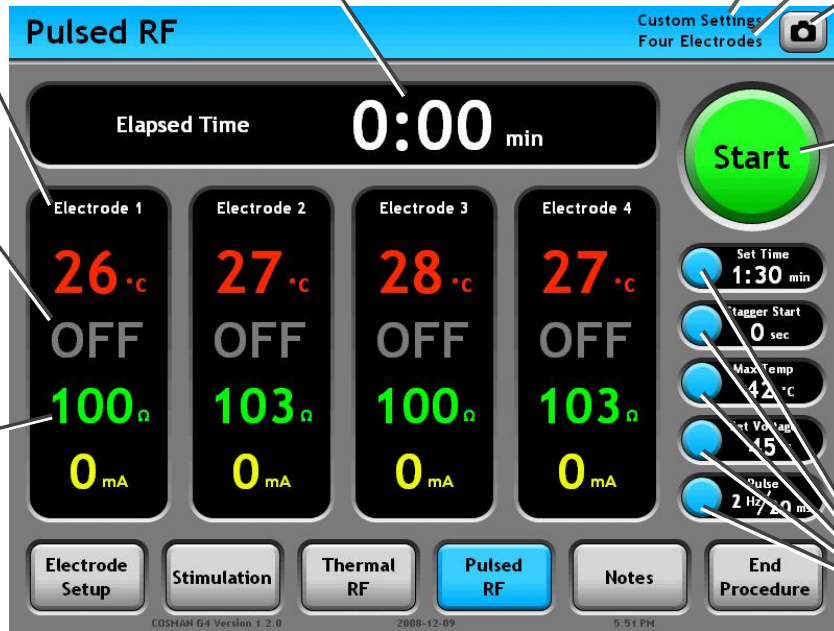 Pulsed RF
Custom Settings
Four Electrodes
Elapsed Time 0:00 min
Start
Electrode 1 Electrode 2 Electrode 3 Electrode 4
26 °C 27 °C 28 °C 27 °C
OFF OFF OFF OFF
100 Ω 103 Ω 100 Ω 103 Ω
0 mA 0 mA 0 mA 0 mA
Set Time
1:30 min
Stagger Start
0 sec
Max Temp
42 °C
Set Voltage
45
Pulse
2 Hz/20 ms
Electrode Setup
Stimulation
Thermal RF
Pulsed RF
Notes
End Procedure
COSMAN G4 Version 1.2.0 2008-12-09 5:51 PM